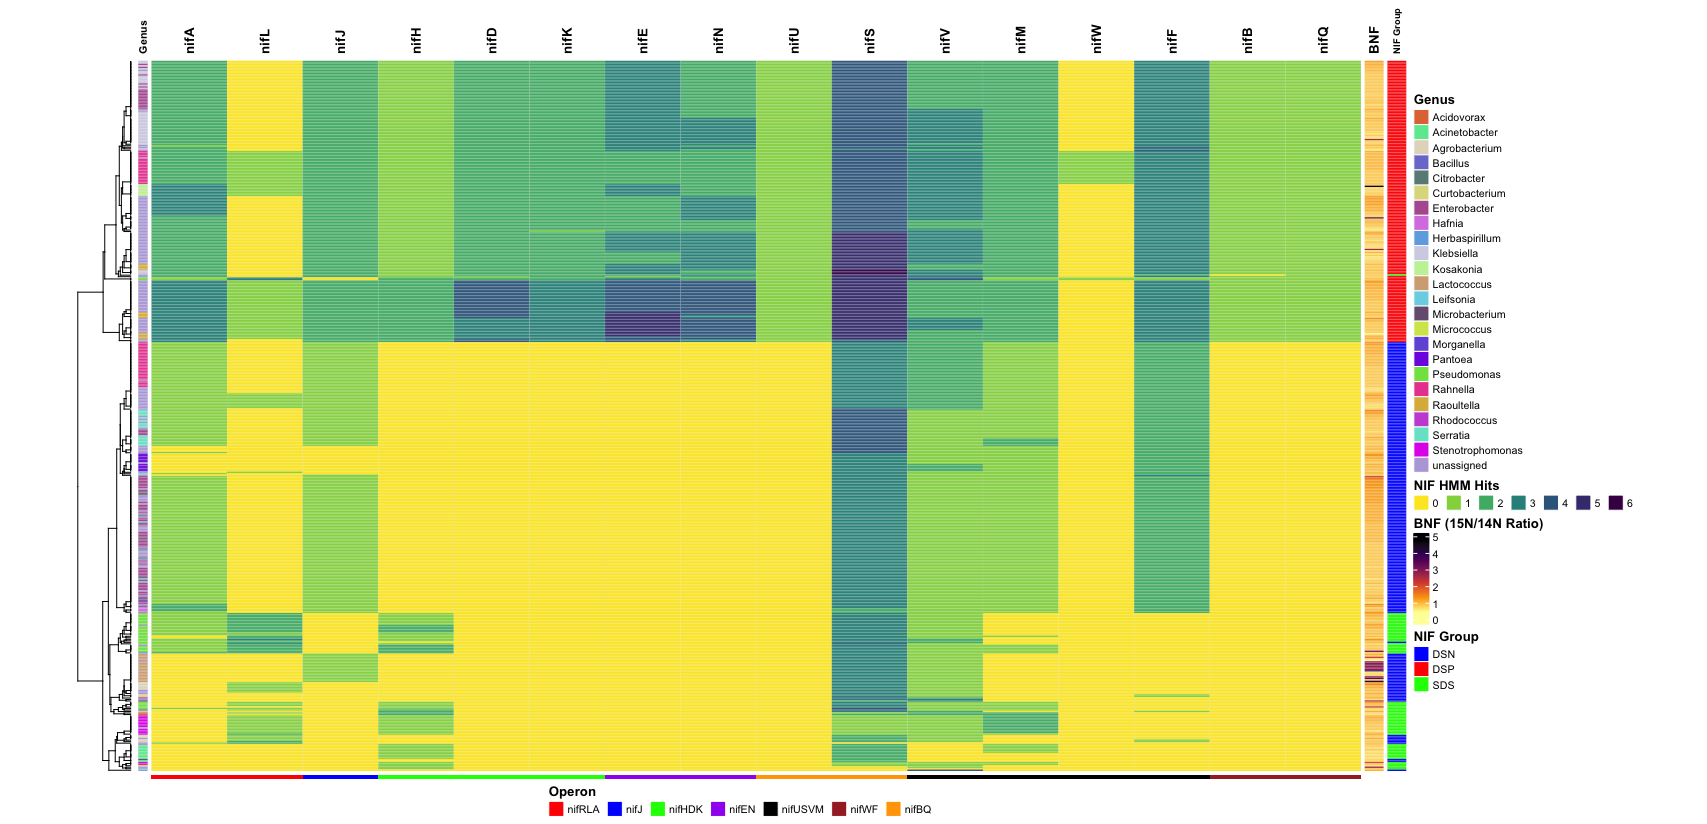 Genus
nifA
nifL
nifJ
nifH
nifD
nifK
nifE
nifN
nifU
nifS
nifV
nifM
nifW
nifF
nifB
nifQ
BNF
NIF Group
Genus
Acidovorax
Acinetobacter
Agrobacterium
Bacillus
Citrobacter
Curtobacterium
Enterobacter
Hafnia
Herbaspirillum
Klebsiella
Kosakonia
Lactococcus
Leifsonia
Microbacterium
Micrococcus
Morganella
Pantoea
Pseudomonas
Rahnella
Raoultella
Rhodococcus
Serratia
Stenotrophomonas
unassigned
NIF HMM Hits
0 1 2 3 4 5 6
BNF (15N/14N Ratio)
5
4
3
2
1
0
NIF Group
DSN
DSP
SDS
Operon
nifRLA nifJ nifHDK nifEN nifUSVM nifWF nifBQ